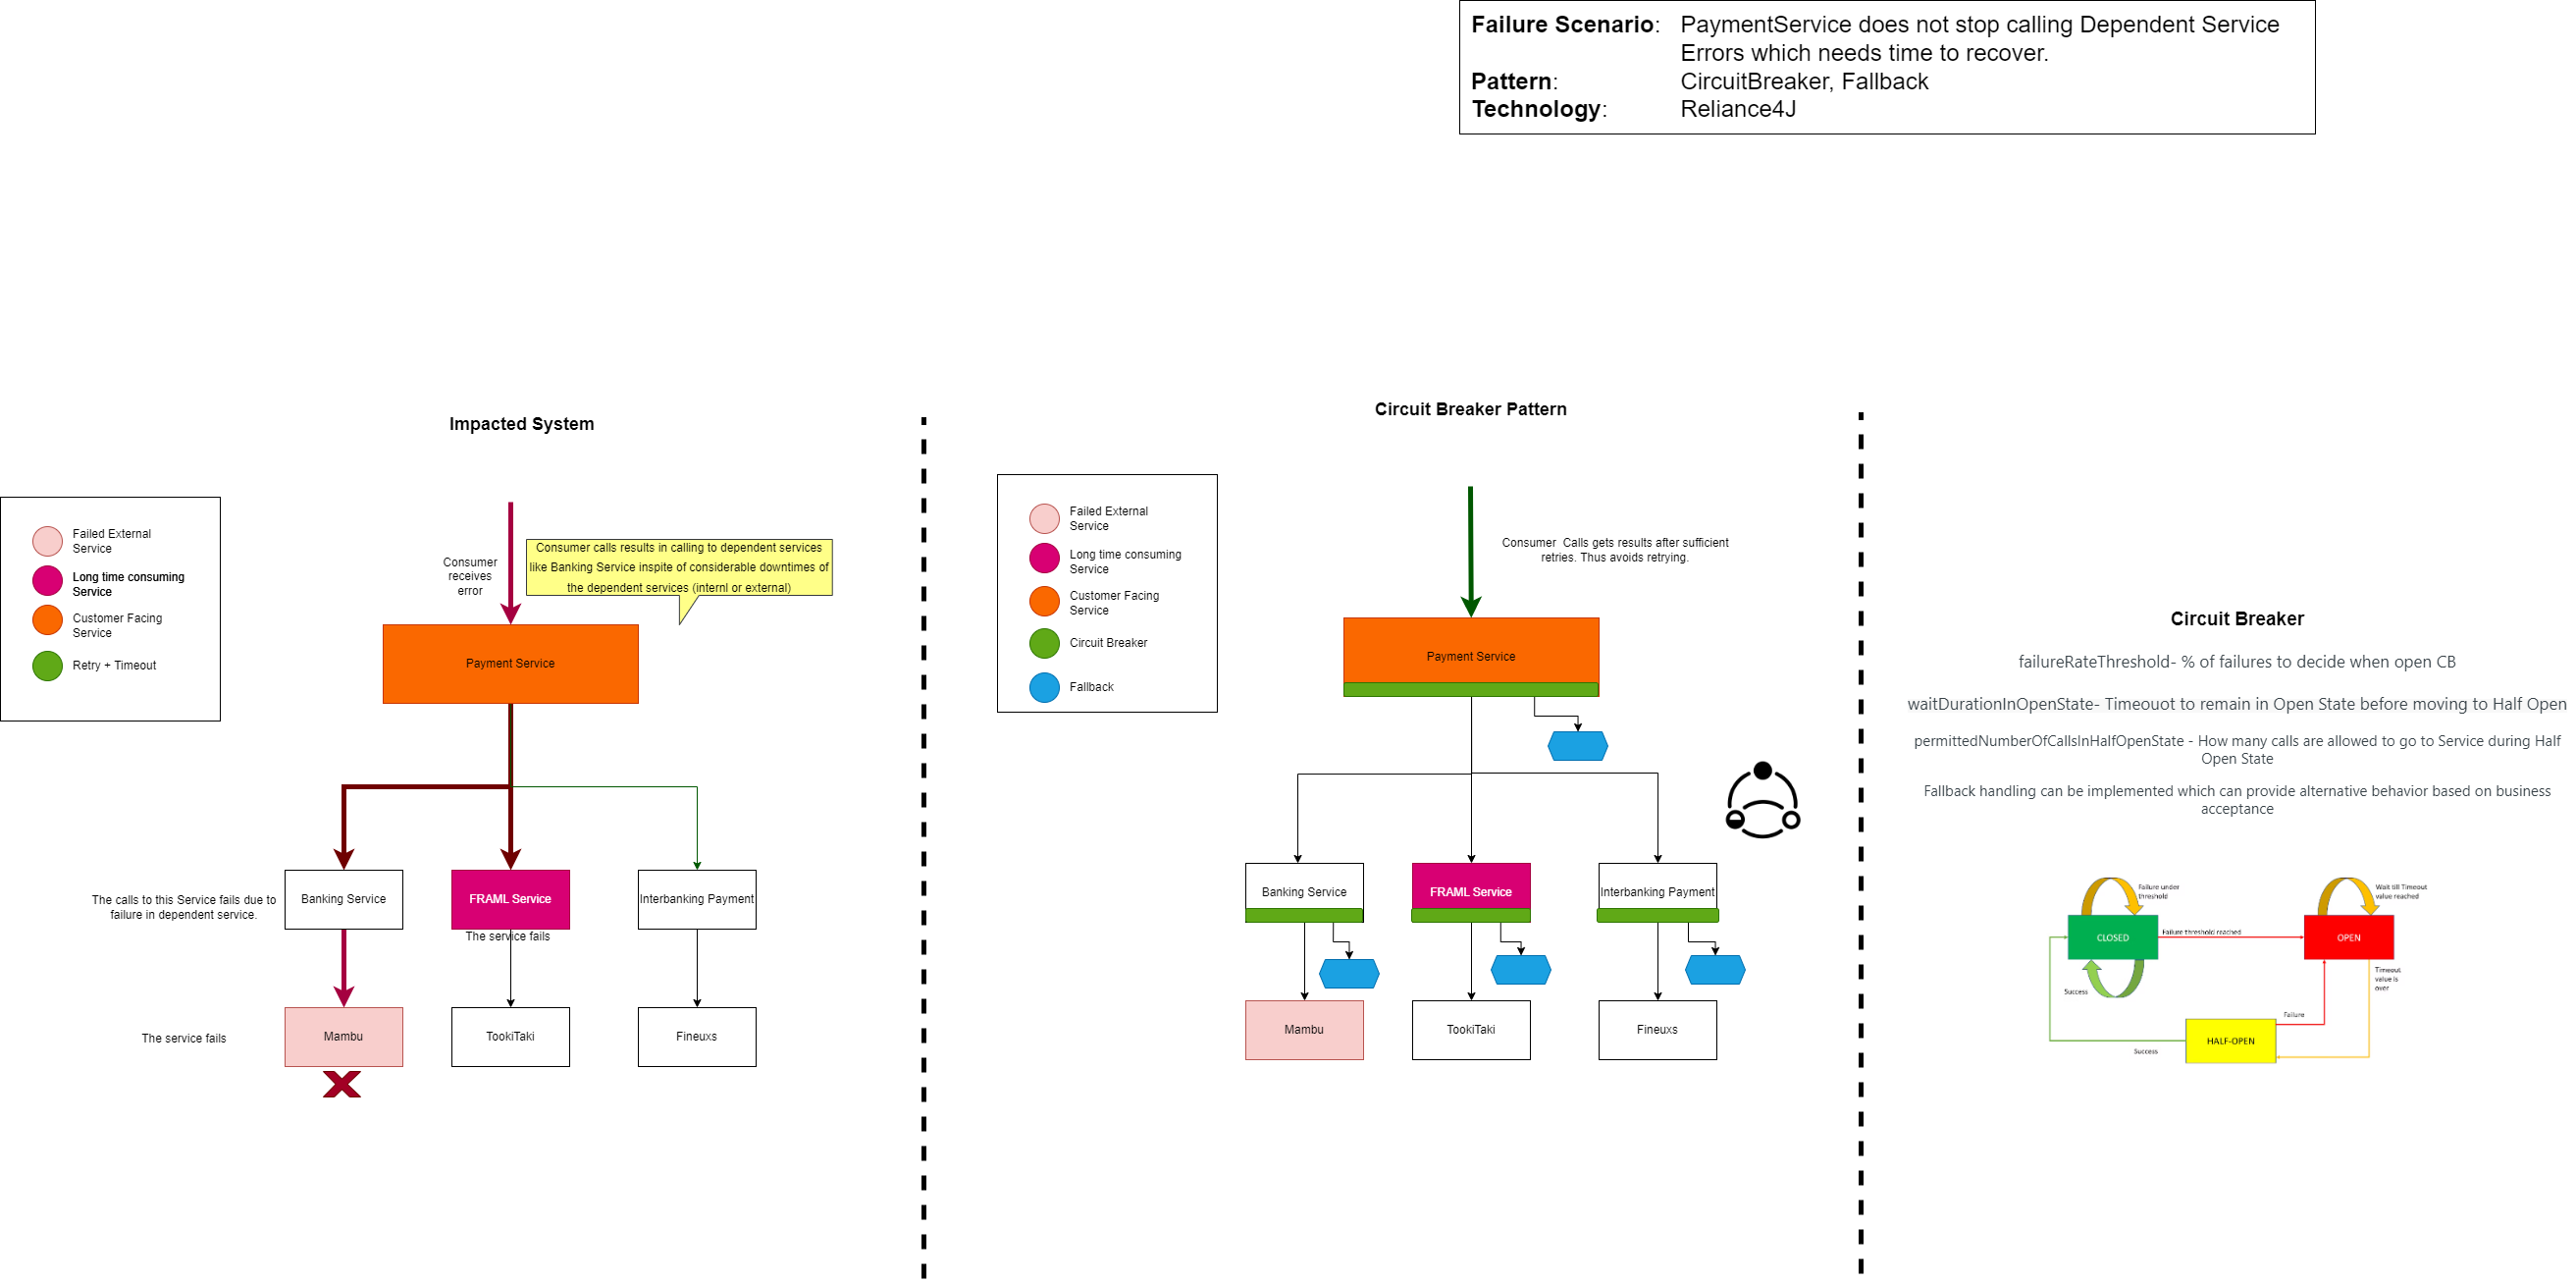 Failure Scenario: PaymentService does not stop calling Dependent Service
Errors which needs time to recover.
Pattern: CircuitBreaker, Fallback
Technology: Reliance4J
Impacted System
Failed External
Service
Long time consuming
Service
Customer Facing
Service
Retry + Timeout
Consumer
receives
error
Consumer calls results in calling to dependent services
like Banking Service inspite of considerable downtimes of
the dependent services (internl or external)
Payment Service
The calls to this Service fails due to
failure in dependent service.
Banking Service
FRAML Service
Interbanking Payment
The service fails
The service fails
Mambu
TookiTaki
Fineuxs
Circuit Breaker Pattern
Failed External
Service
Long time consuming
Service
Customer Facing
Service
Circuit Breaker
Fallback
Consumer Calls gets results after sufficient
retries. Thus avoids retrying.
Payment Service
Banking Service
FRAML Service
Interbanking Payment
Mambu
TookiTaki
Fineuxs
Circuit Breaker
failureRateThreshold- % of failures to decide when open CB
waitDurationInOpenState- Timeouot to remain in Open State before moving to Half Open
permittedNumberOfCallsInHalfOpenState - How many calls are allowed to go to Service during Half
Open State
Fallback handling can be implemented which can provide alternative behavior based on business
acceptance
Failure under
threshold
Wait till Timeout
value reached
CLOSED
Failure threshold reached
OPEN
Timeout
value is
over
Success
Failure
HALF-OPEN
Success